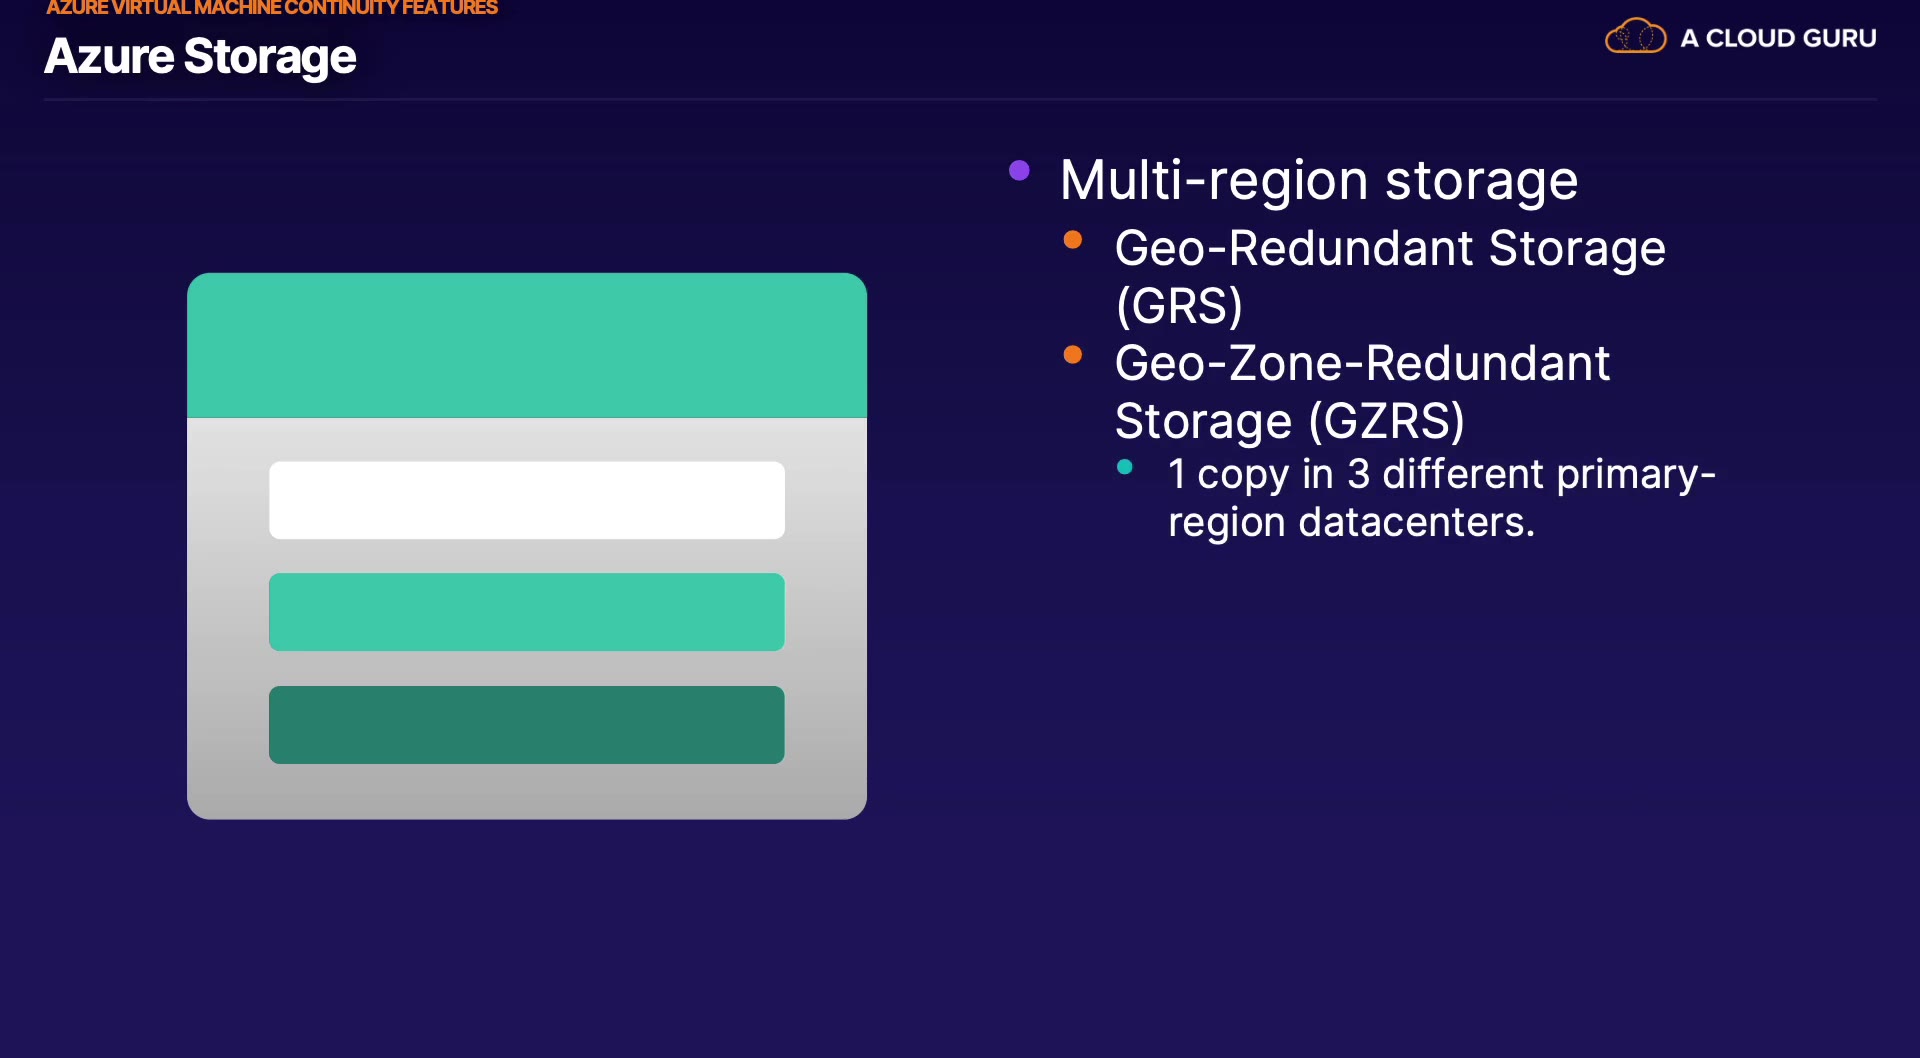 AZURE VIRTUAL MACHINE CONTINUITY FEATURES
Azure Storage
A CLOUD GURU
Multi-region storage
Geo-Redundant Storage
(GRS)
Geo-Zone-Redundant
Storage (GZRS)
1 copy in 3 different primary-
region datacenters.